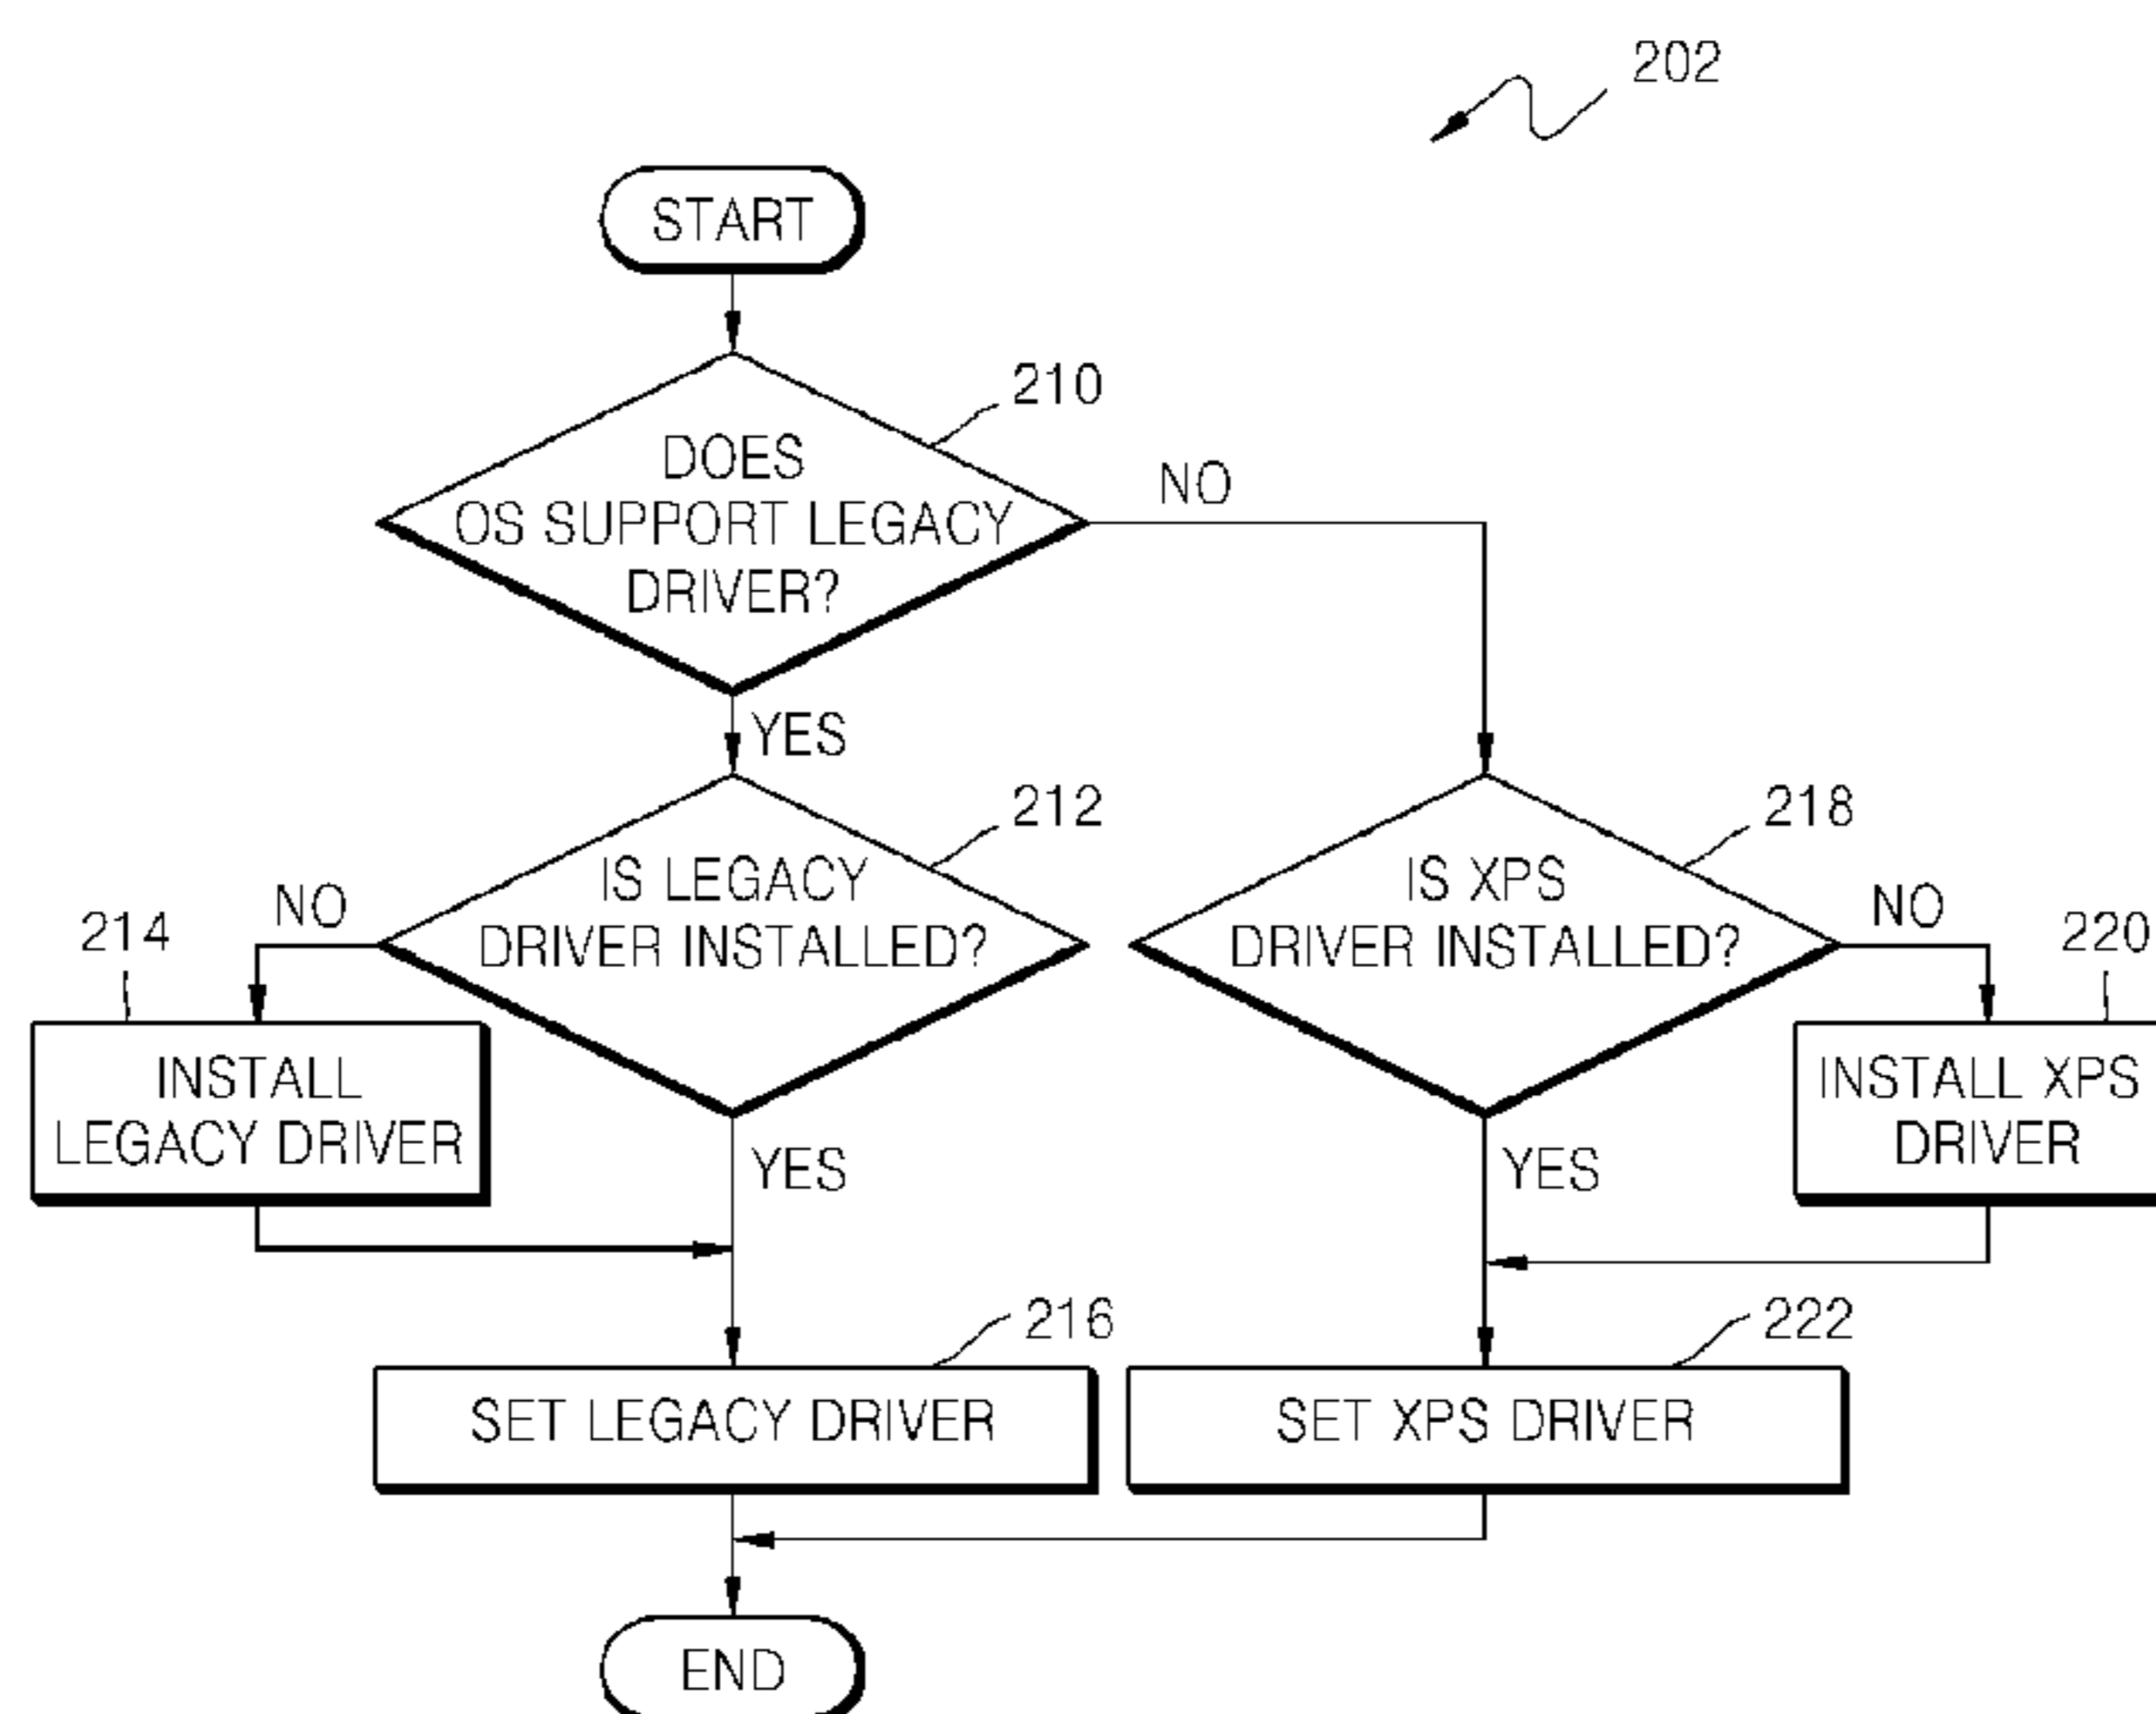 202
START
210
DOES
OS SUPPORT LEGACY
DRIVER?
NO
YES
212
IS LEGACY
DRIVER INSTALLED?
NO
214
INSTALL
LEGACY DRIVER
YES
218
IS XPS
DRIVER INSTALLED?
NO
220
INSTALL XPS
DRIVER
YES
216
SET LEGACY DRIVER
222
SET XPS DRIVER
END